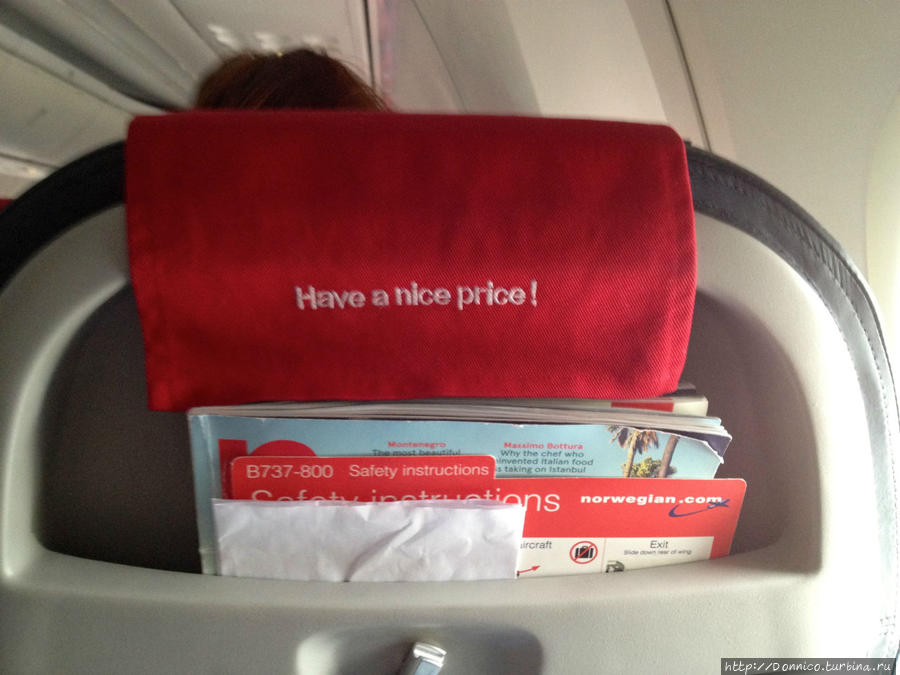 Have a nice price!
Montenegro
The most beautiful
Massimo Bottura
Why the chef who
invented Italian food
s taking on Istanbul
B737-800 Safety instructions
Safety instructions
norwegian.com
aircraft
Exit
Slide down rear of wing
http://Donnico.turbina.ru